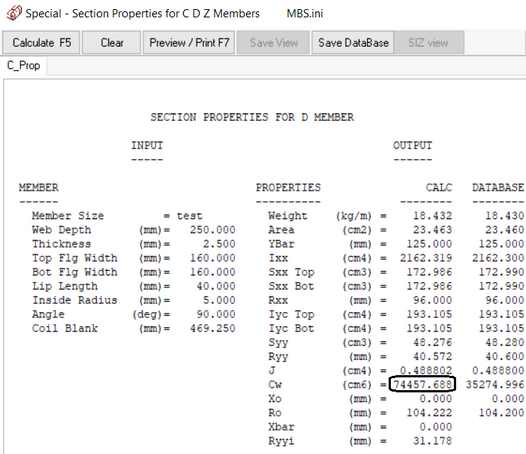 Special - Section Properties for C D Z Members MBS.ini
Calculate F5 Clear Preview / Print F7 Save View Save DataBase SIZ view
C_Prop
SECTION PROPERTIES FOR D MEMBER
INPUT OUTPUT
----- ------
MEMBER PROPERTIES CALC DATABASE
------ ---------- -------- --------
Member Size = test Weight (kg/m) = 18.432 18.430
Web Depth (mm)= 250.000 Area (cm2) = 23.463 23.460
Thickness (mm)= 2.500 YBar (mm) = 125.000 125.000
Top Flg Width (mm)= 160.000 Ixx (cm4) = 2162.319 2162.300
Bot Flg Width (mm)= 160.000 Sxx Top (cm3) = 172.986 172.990
Lip Length (mm)= 40.000 Sxx Bot (cm3) = 172.986 172.990
Inside Radius (mm)= 5.000 Rxx (mm) = 96.000 96.000
Angle (deg)= 90.000 Iyc Top (cm4) = 193.105 193.105
Coil Blank (mm)= 469.250 Iyc Bot (cm4) = 193.105 193.105
Syy (cm3) = 48.276 48.280
Ryy (mm) = 40.572 40.600
J (cm4) = 0.488802 0.488800
Cw (cm6) = 74457.688 35274.996
Xo (mm) = 0.000 0.000
Ro (mm) = 104.222 104.200
Xbar (mm) = 0.000
Ryyi (mm) = 31.178